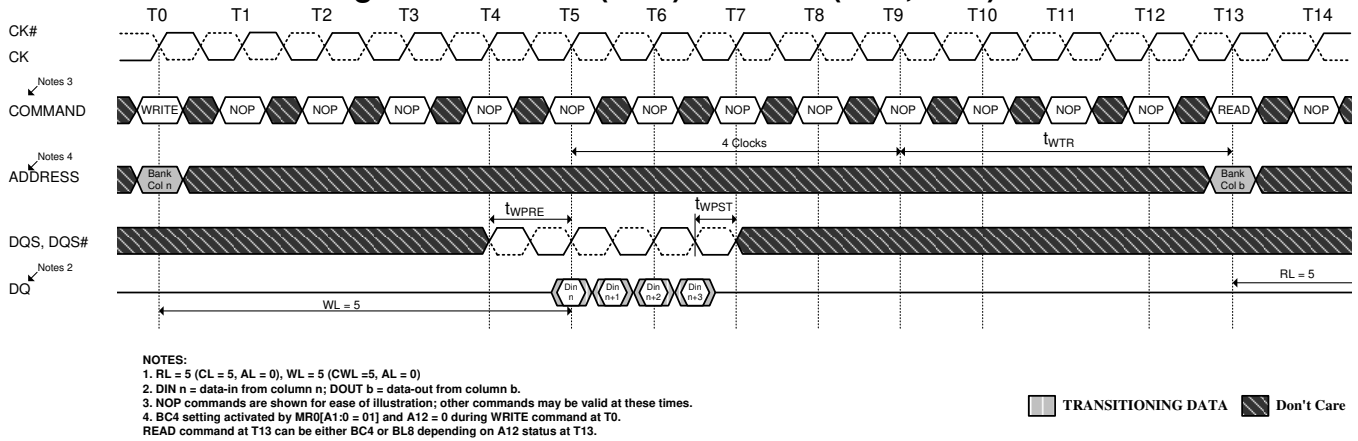 T0 T1 T2 T3 T4 T5 T6 T7 T8 T9 T10 T11 T12 T13 T14
CK#
CK
Notes 3
COMMAND
WRITE NOP NOP NOP NOP NOP NOP NOP NOP NOP NOP NOP NOP READ NOP
4 Clocks tWTR
Notes 4
ADDRESS
Bank Bank
Col n Col b
tWPRE tWPST
DQS, DQS#
Notes 2
DQ
Din Din Din Din
n n+1 n+2 n+3
RL = 5
WL = 5
NOTES:
1. RL = 5 (CL = 5, AL = 0), WL = 5 (CWL =5, AL = 0)
2. DIN n = data-in from column n; DOUT b = data-out from column b.
3. NOP commands are shown for ease of illustration; other commands may be valid at these times.
4. BC4 setting activated by MR0[A1:0 = 01] and A12 = 0 during WRITE command at T0.
READ command at T13 can be either BC4 or BL8 depending on A12 status at T13.
TRANSITIONING DATA Don't Care